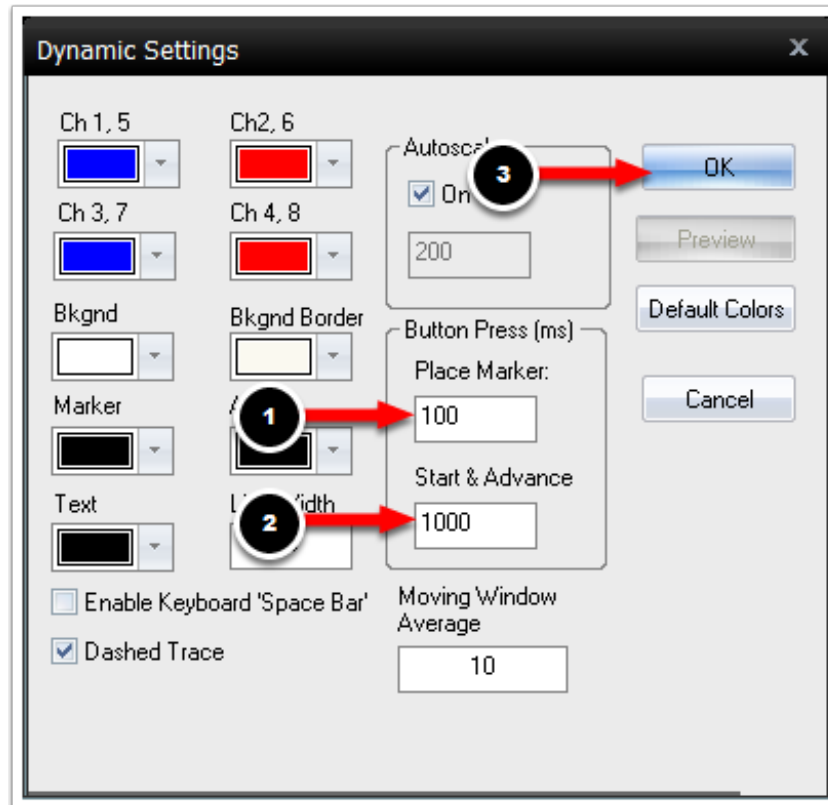 Dynamic Settings
x
Ch 1, 5
Ch2, 6
Ch 3, 7
Ch 4, 8
Bkgnd
Bkgnd Border
Marker
Text
Enable Keyboard 'Space Bar'
Dashed Trace
3
On
200
Button Press (ms)
Place Marker:
1
100
Start & Advance
2
1000
Moving Window
Average
10
OK
Preview
Default Colors
Cancel